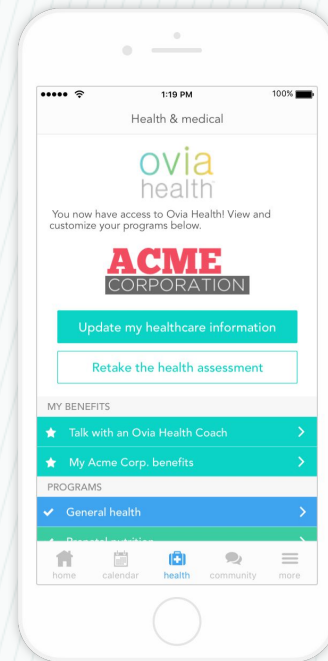 1:19 PM
100%
Health & medical
ovia
health
You now have access to Ovia Health! View and
customize your programs below.
ACME
CORPORATION
Update my healthcare information
Retake the health assessment
MY BENEFITS
Talk with an Ovia Health Coach
My Acme Corp. benefits
PROGRAMS
General health
Prenatal nutrition
home calendar health community more